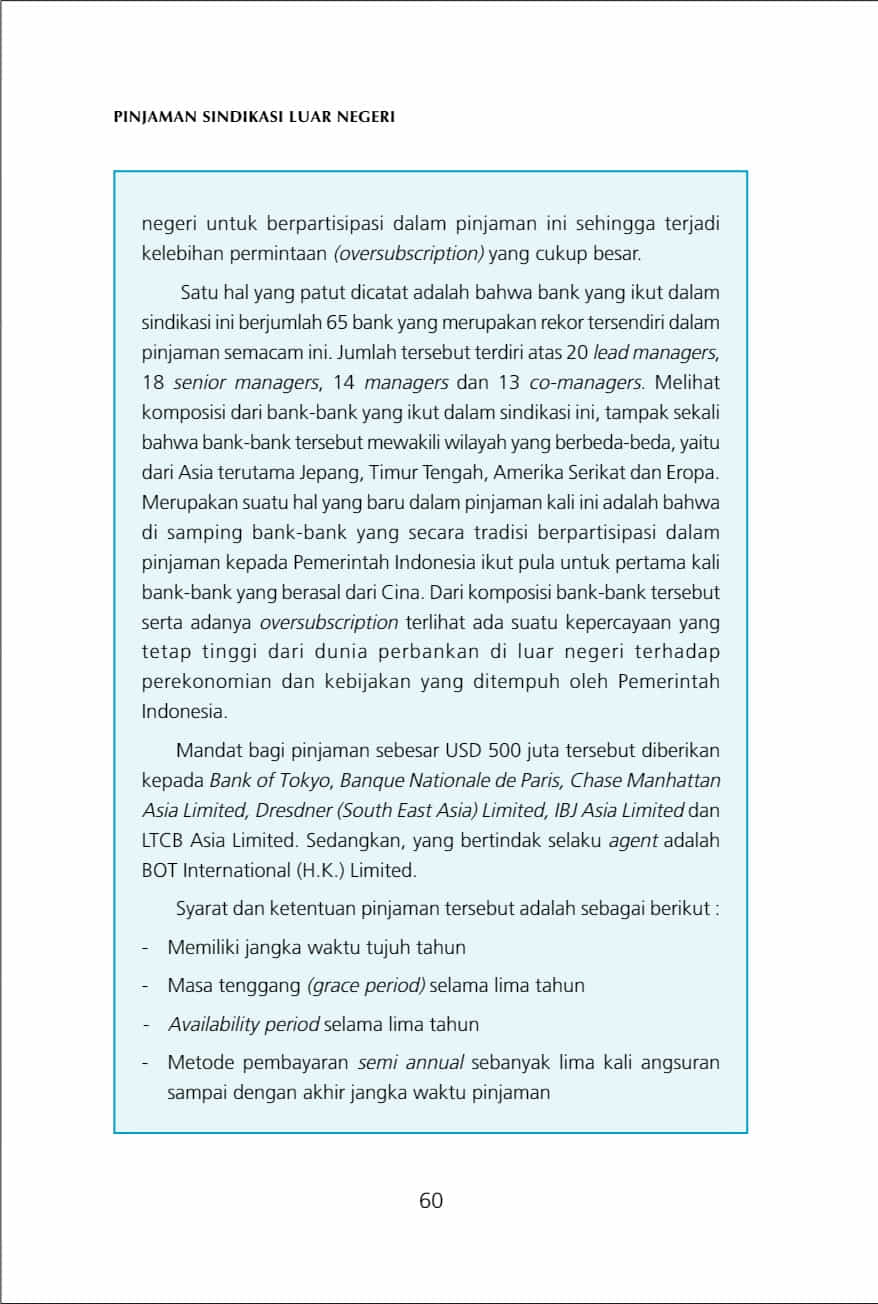 PINJAMAN SINDIKASI LUAR NEGERI
negeri untuk berpartisipasi dalam pinjaman ini sehingga terjadi
kelebihan permintaan (oversubscription) yang cukup besar.
Satu hal yang patut dicatat adalah bahwa bank yang ikut dalam
sindikasi ini berjumlah 65 bank yang merupakan rekor tersendiri dalam
pinjaman semacam ini. Jumlah tersebut terdiri atas 20 lead managers,
18 senior managers, 14 managers dan 13 co-managers. Melihat
komposisi dari bank-bank yang ikut dalam sindikasi ini, tampak sekali
bahwa bank-bank tersebut mewakili wilayah yang berbeda-beda, yaitu
dari Asia terutama Jepang, Timur Tengah, Amerika Serikat dan Eropa.
Merupakan suatu hal yang baru dalam pinjaman kali ini adalah bahwa
di samping bank-bank yang secara tradisi berpartisipasi dalam
pinjaman kepada Pemerintah Indonesia ikut pula untuk pertama kali
bank-bank yang berasal dari Cina. Dari komposisi bank-bank tersebut
serta adanya oversubscription terlihat ada suatu kepercayaan yang
tetap tinggi dari dunia perbankan di luar negeri terhadap
perekonomian dan kebijakan yang ditempuh oleh Pemerintah
Indonesia.
Mandat bagi pinjaman sebesar USD 500 juta tersebut diberikan
kepada Bank of Tokyo, Banque Nationale de Paris, Chase Manhattan
Asia Limited, Dresdner (South East Asia) Limited, IBJ Asia Limited dan
LTCB Asia Limited. Sedangkan, yang bertindak selaku agent adalah
BOT International (H.K.) Limited.
Syarat dan ketentuan pinjaman tersebut adalah sebagai berikut :
- Memiliki jangka waktu tujuh tahun
- Masa tenggang (grace period) selama lima tahun
- Availability period selama lima tahun
- Metode pembayaran semi annual sebanyak lima kali angsuran
sampai dengan akhir jangka waktu pinjaman
60